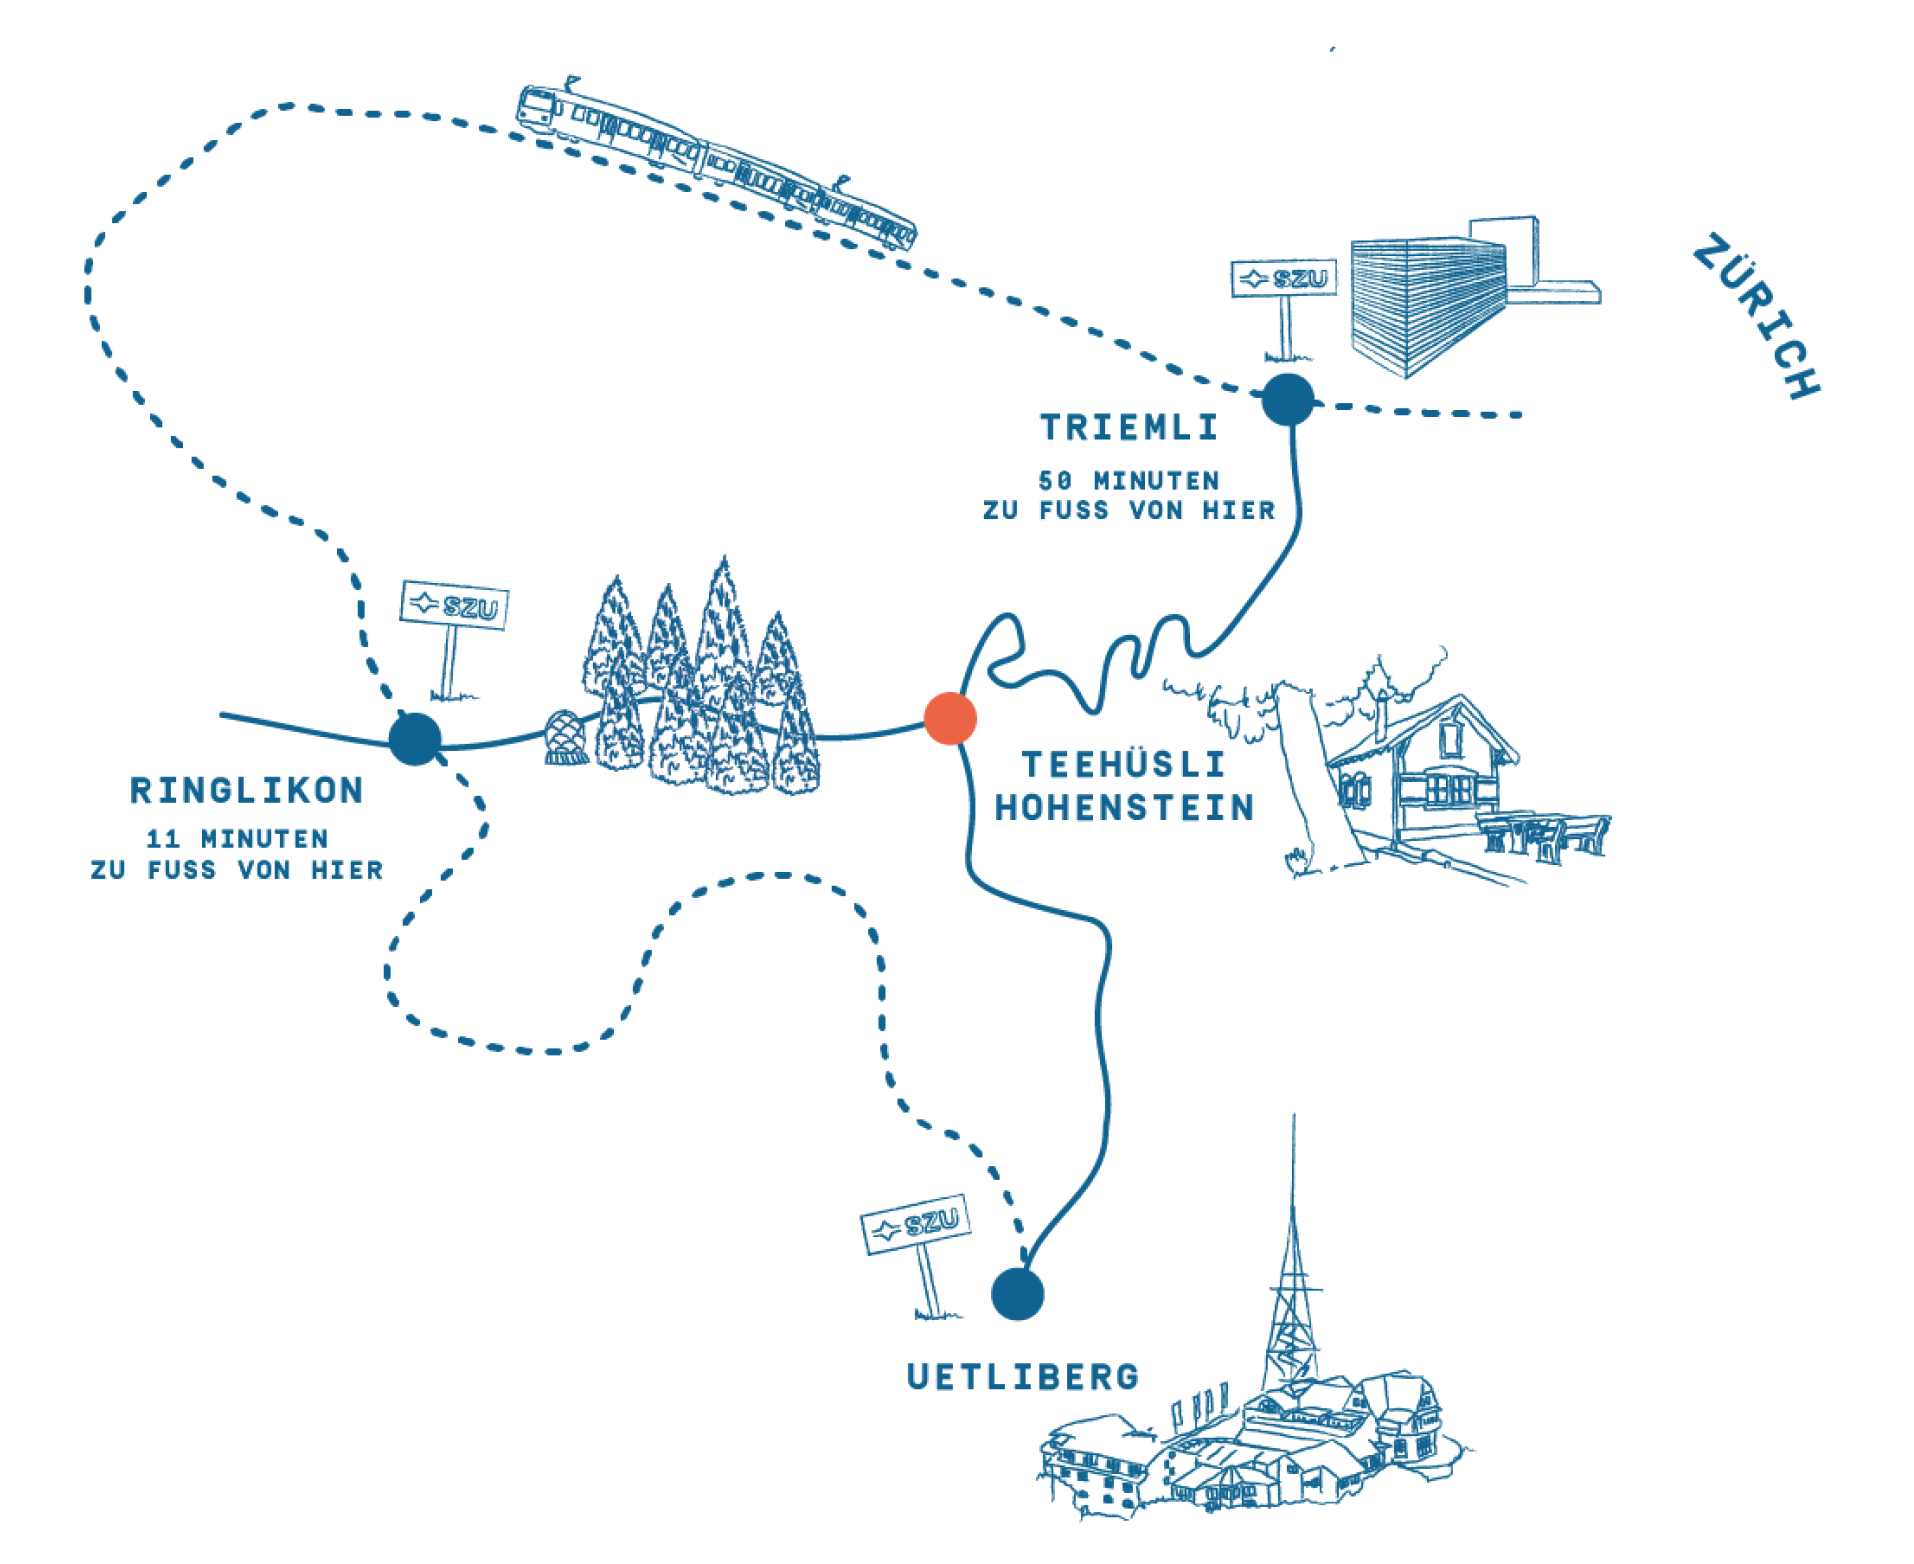 SZU
ZÜRICH
TRIEMLI
50 MINUTEN
ZU FUSS VON HIER
SZU
TEEHÜSLI
HOHENSTEIN
RINGLIKON
11 MINUTEN
ZU FUSS VON HIER
SZU
UETLIBERG